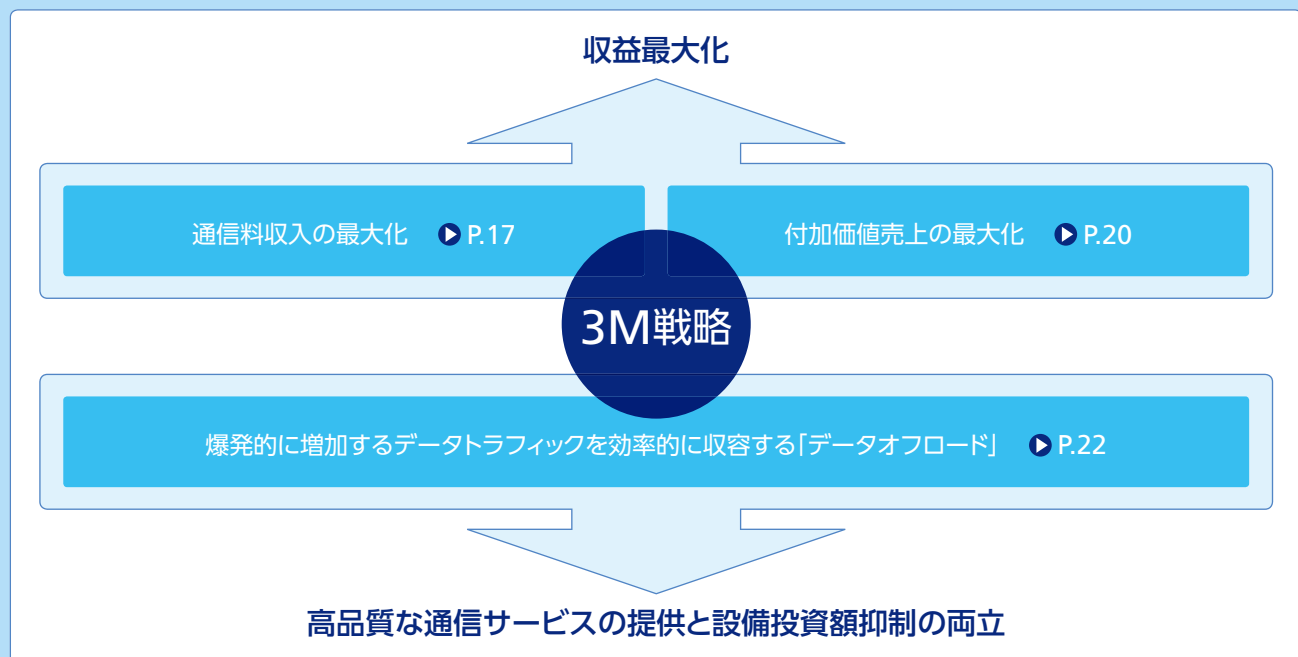 収益最大化
通信料収入の最大化 P.17
付加価値売上の最大化 P.20
3M戦略
爆発的に増加するデータトラフィックを効率的に収容する「データオフロード」 P.22
高品質な通信サービスの提供と設備投資額抑制の両立